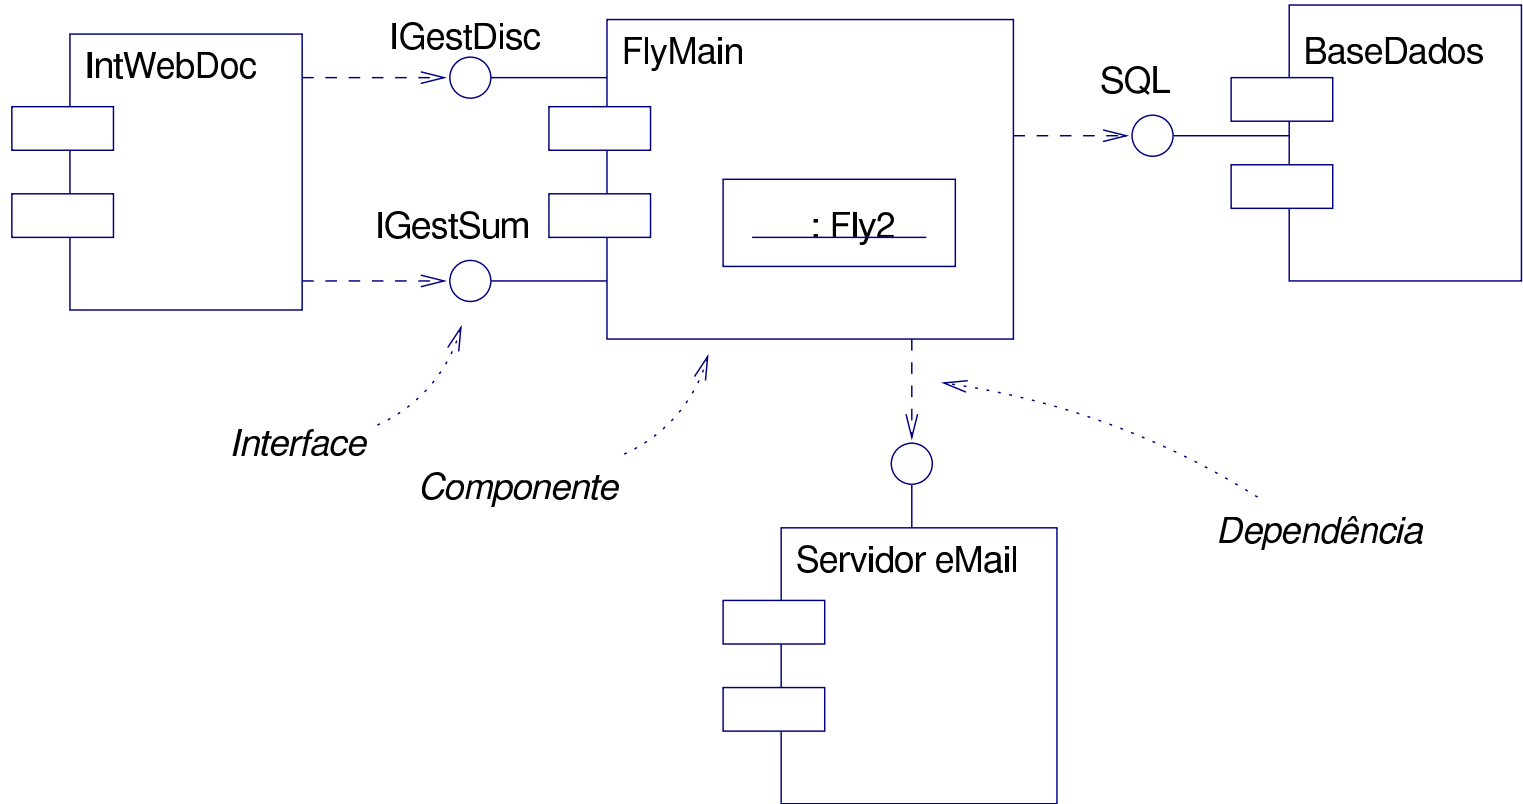 IGestDisc
IntWebDoc
FlyMain
BaseDados
SQL
IGestSum
: Fly2
Interface
Componente
Dependência
Servidor eMail